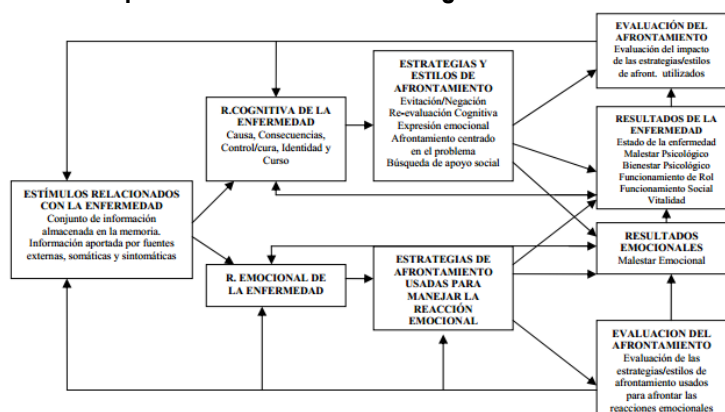 EVALUACIÓN DEL
AFRONTAMIENTO
Evaluación del impacto
de las estrategias/estilos
de afront. utilizados
ESTRATEGIAS Y
ESTILOS DE
AFRONTAMIENTO
Evitación/Negación
Re-evaluación Cognitiva
Expresión emocional
Afrontamiento centrado
en el problema
Búsqueda de apoyo social
R.COGNITIVA DE LA
ENFERMEDAD
Causa, Consecuencias,
Control/cura, Identidad y
Curso
RESULTADOS DE LA
ENFERMEDAD
Estado de la enfermedad
Malestar Psicológico
Bienestar Psicológico
Funcionamiento de Rol
Funcionamiento Social
Vitalidad
ESTÍMULOS RELACIONADOS
CON LA ENFERMEDAD
Conjunto de información
almacenada en la memoria.
Información aportada por fuentes
externas, somáticas y sintomáticas
RESULTADOS
EMOCIONALES
Malestar Emocional
R. EMOCIONAL DE
LA ENFERMEDAD
ESTRATEGIAS DE
AFRONTAMIENTO
USADAS PARA
MANEJAR LA
REACCIÓN
EMOCIONAL
EVALUACION DEL
AFRONTAMIENTO
Evaluación de las
estrategias/estilos de
afrontamiento usados
para afrontar las
reacciones emocionales